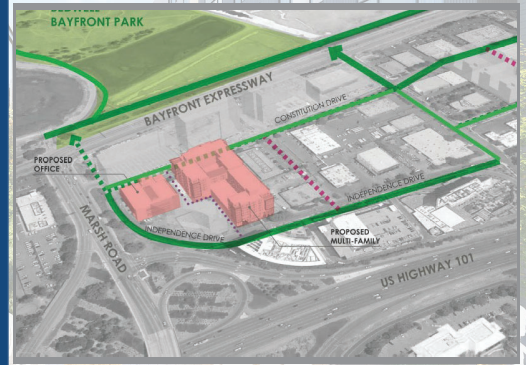 BAYFRONT PARK
BAYFRONT EXPRESSWAY
CONSTITUTION DRIVE
PROPOSED
OFFICE
INDEPENDENCE DRIVE
MARSH ROAD
INDEPENDENCE DRIVE
PROPOSED
MULTI-FAMILY
US HIGHWAY 101